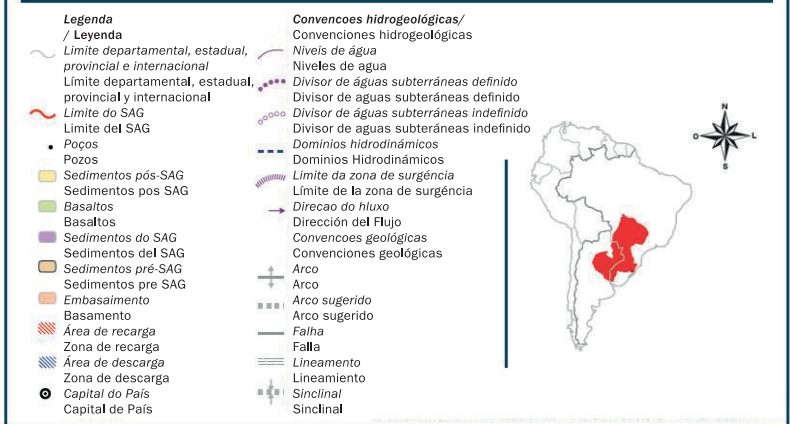 Legenda
/ Leyenda
Limite departamental, estadual,
provincial e internacional
Límite departamental, estadual,
provincial y internacional
Limite do SAG
Limite del SAG
Poços
Pozos
Sedimentos pós-SAG
Sedimentos pos SAG
Basaltos
Basaltos
Sedimentos do SAG
Sedimentos del SAG
Sedimentos pré-SAG
Sedimentos pre SAG
Embasaimento
Basamento
Área de recarga
Zona de recarga
Área de descarga
Zona de descarga
Capital do País
Capital de País
Convencoes hidrogeológicas/
Convenciones hidrogeológicas
Niveis de água
Niveles de agua
Divisor de águas subterráneas definido
Divisor de aguas subteráneas definido
Divisor de águas subterráneas indefinido
Divisor de aguas subteráneas indefinido
Dominios hidrodinámicos
Dominios Hidrodinámicos
Limite da zona de surgéncia
Límite de la zona de surgéncia
Direcao do hluxo
Dirección del Flujo
Convencoes geológicas
Convenciones geológicas
Arco
Arco
Arco sugerido
Arco sugerido
Falha
Falla
Lineamento
Lineamiento
Sinclinal
Sinclinal
N
O L
S